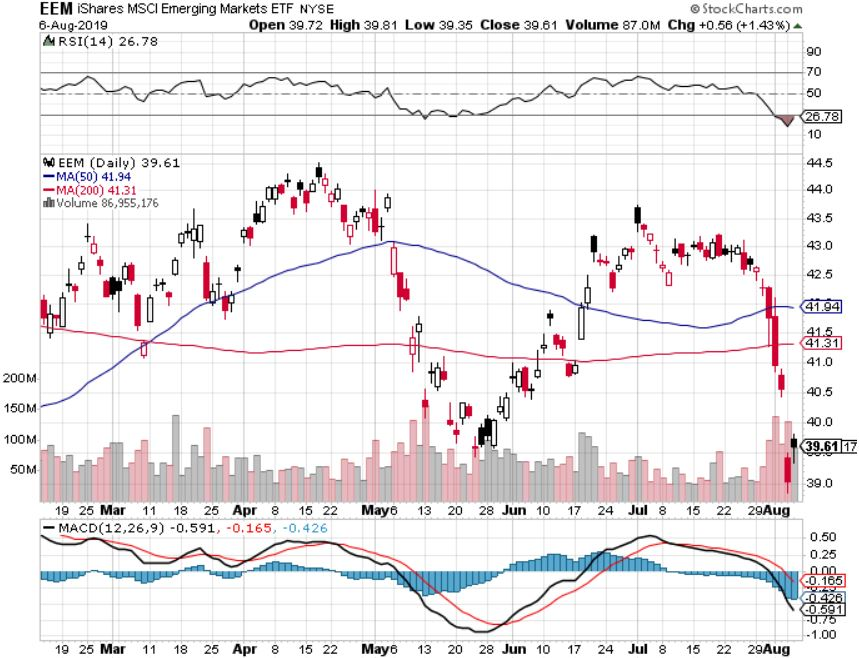 EEM iShares MSCI Emerging Markets ETF NYSE © StockCharts.com
6-Aug-2019 Open 39.72 High 39.81 Low 39.35 Close 39.61 Volume 87.0M Chg +0.56 (+1.43%)
RSI(14) 26.78
90
70
50
26.78
10
EEM (Daily) 39.61
MA(50) 41.94
MA(200) 41.31
Volume 86,955,176
44.5
44.0
43.5
43.0
42.5
41.94
41.5
41.31
41.0
40.5
40.0
39.61
39.0
200M
150M
100M
50M
19 25 Mar 11 18 25 Apr 8 15 22 May 6 13 20 28 Jun 10 17 24 Jul 8 15 22 29 Aug
MACD(12,26,9) -0.591, -0.165, -0.426
0.50
0.25
0.00
-0.165
-0.426
-0.591
-0.75
-1.00
19 25 Mar 11 18 25 Apr 8 15 22 May 6 13 20 28 Jun 10 17 24 Jul 8 15 22 29 Aug